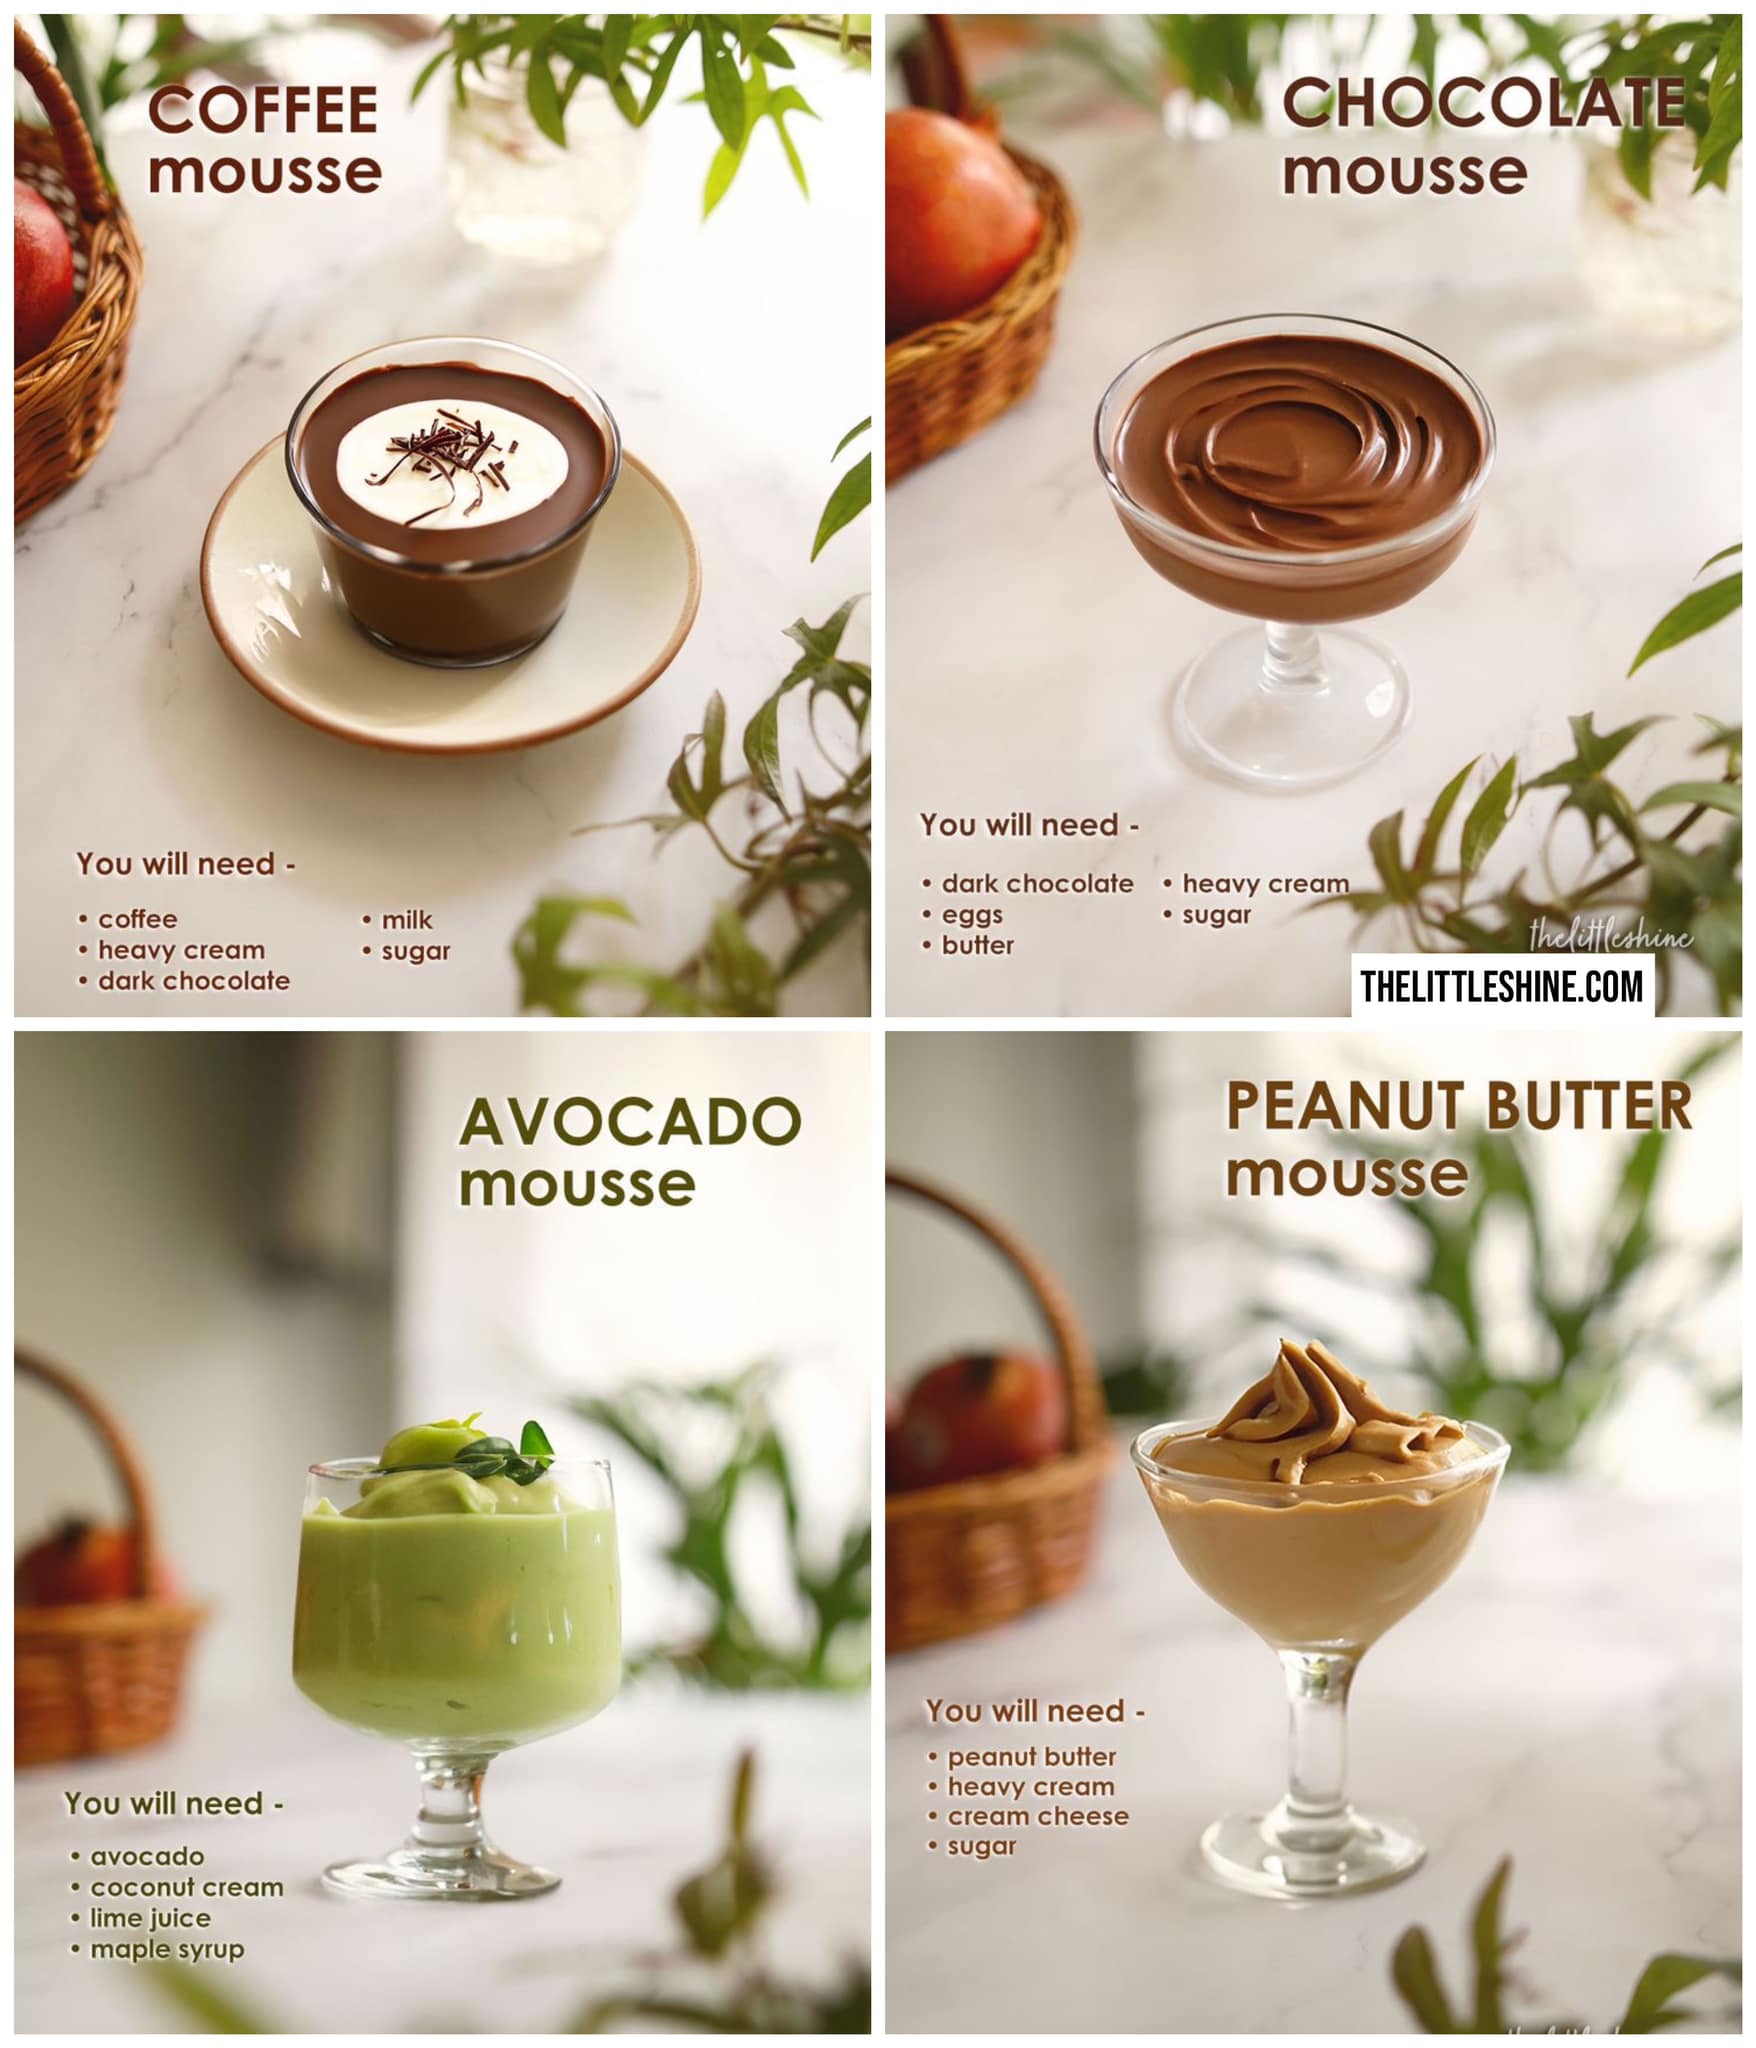 COFFEE
mousse
You will need -
• coffee
• heavy cream
• dark chocolate
• milk
• sugar
CHOCOLATE
mousse
You will need -
• dark chocolate
• eggs
• butter
• heavy cream
• sugar
thelittleshine
THELITTLESHINE.COM
AVOCADO
mousse
You will need -
• avocado
• coconut cream
• lime juice
• maple syrup
PEANUT BUTTER
mousse
You will need -
• peanut butter
• heavy cream
• cream cheese
• sugar